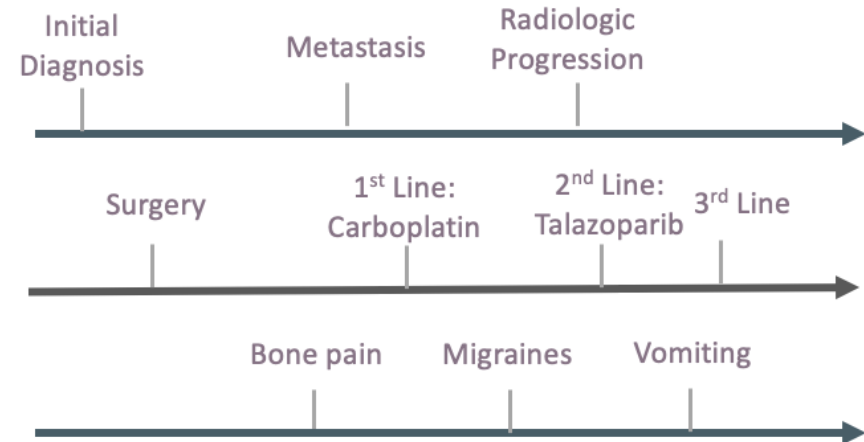 Initial
Diagnosis
Metastasis
Radiologic
Progression
Surgery
1st Line:
Carboplatin
2nd Line:
Talazoparib
3rd Line
Bone pain
Migraines
Vomiting